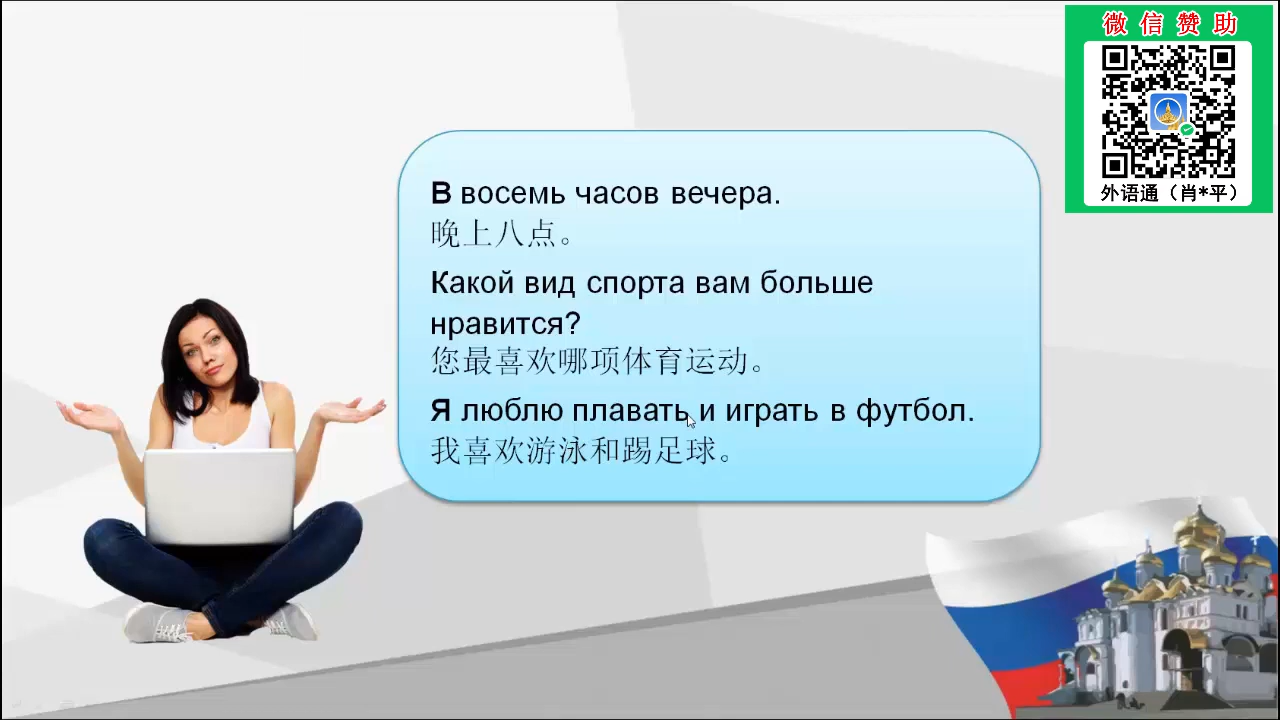 微信赞助
外语通（肖*平）
В восемь часов вечера.
晚上八点。
Какой вид спорта вам больше
нравится?
您最喜欢哪项体育运动。
Я люблю плавать и играть в футбол.
我喜欢游泳和踢足球。